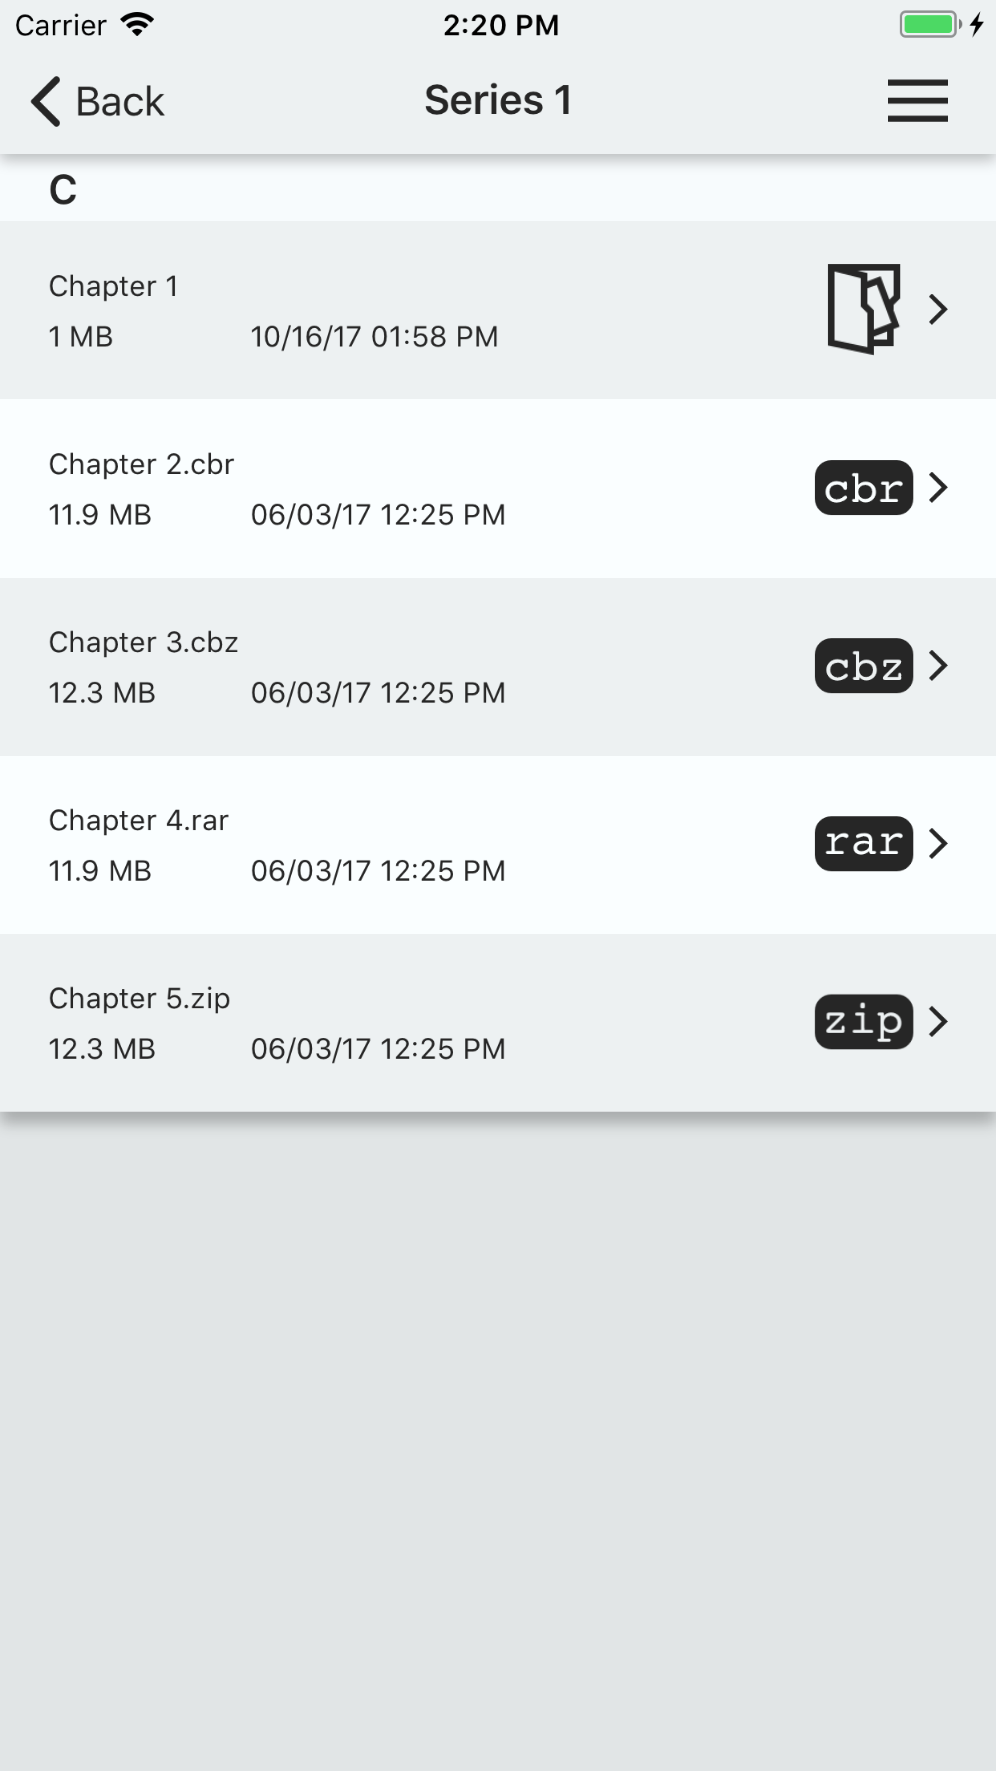 Carrier 2:20 PM
Back Series 1
C
Chapter 1
1 MB 10/16/17 01:58 PM
Chapter 2.cbr
11.9 MB 06/03/17 12:25 PM cbr
Chapter 3.cbz
12.3 MB 06/03/17 12:25 PM cbz
Chapter 4.rar
11.9 MB 06/03/17 12:25 PM rar
Chapter 5.zip
12.3 MB 06/03/17 12:25 PM zip